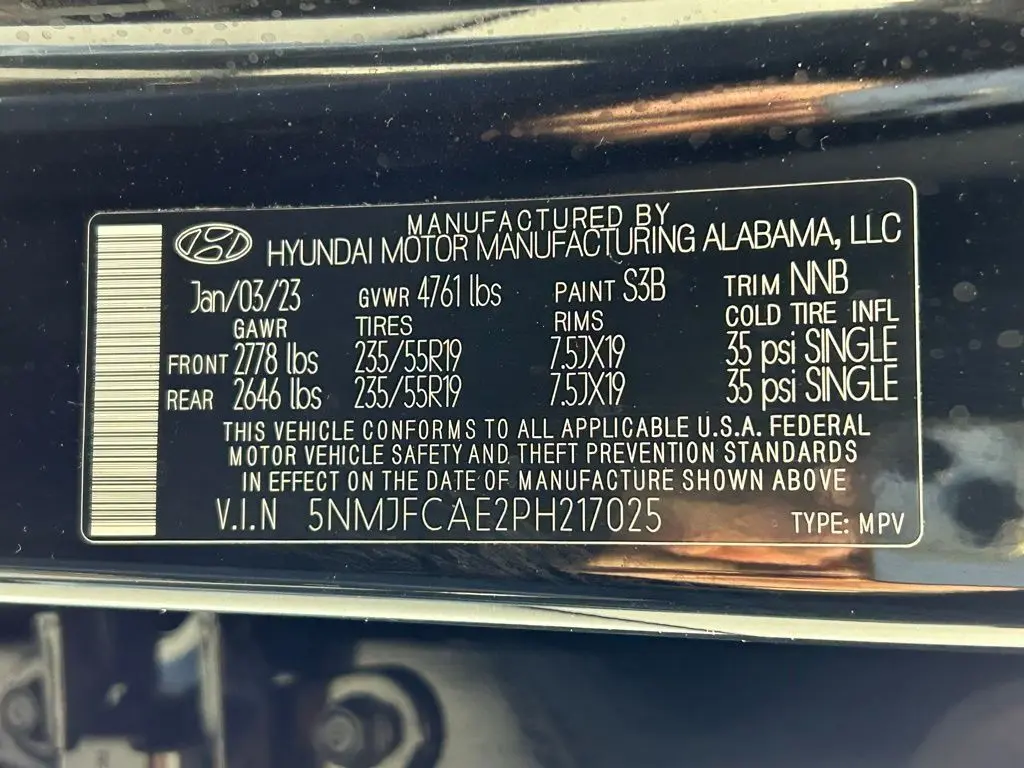 MANUFACTURED BY
HYUNDAI MOTOR MANUFACTURING ALABAMA, LLC
Jan/03/23 GVWR 4761 lbs PAINT S3B TRIM NNB
GAWR TIRES RIMS COLD TIRE INFL
FRONT 2778 lbs 235/55R19 7.5JX19 35 psi SINGLE
REAR 2646 lbs 235/55R19 7.5JX19 35 psi SINGLE
THIS VEHICLE CONFORMS TO ALL APPLICABLE U.S.A. FEDERAL
MOTOR VEHICLE SAFETY AND THEFT PREVENTION STANDARDS
IN EFFECT ON THE DATE OF MANUFACTURE SHOWN ABOVE
V.I.N 5NMJFCAE2PH217025 TYPE: MPV